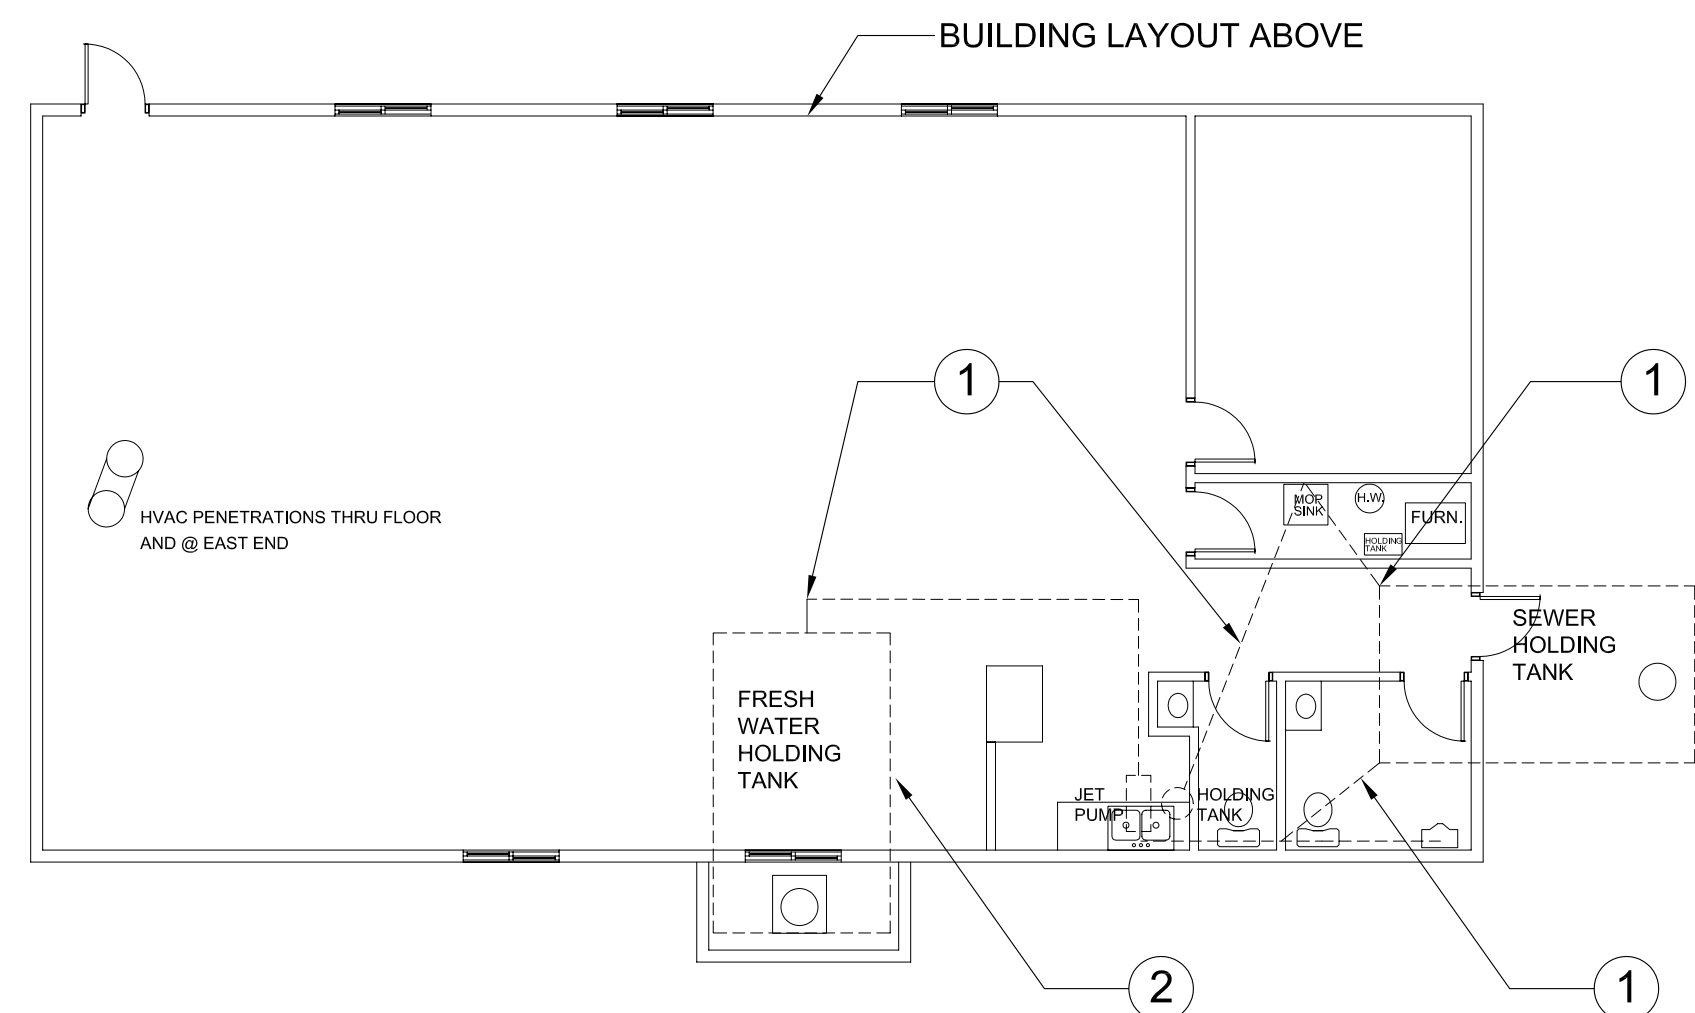 BUILDING LAYOUT ABOVE
1
1
MOP
SINK
H.W.
FURN.
HOLDING
TANK
HVAC PENETRATIONS THRU FLOOR
AND @ EAST END
SEWER
HOLDING
TANK
FRESH
WATER
HOLDING
TANK
JET
PUMP
HOLDING
TANK
2
1